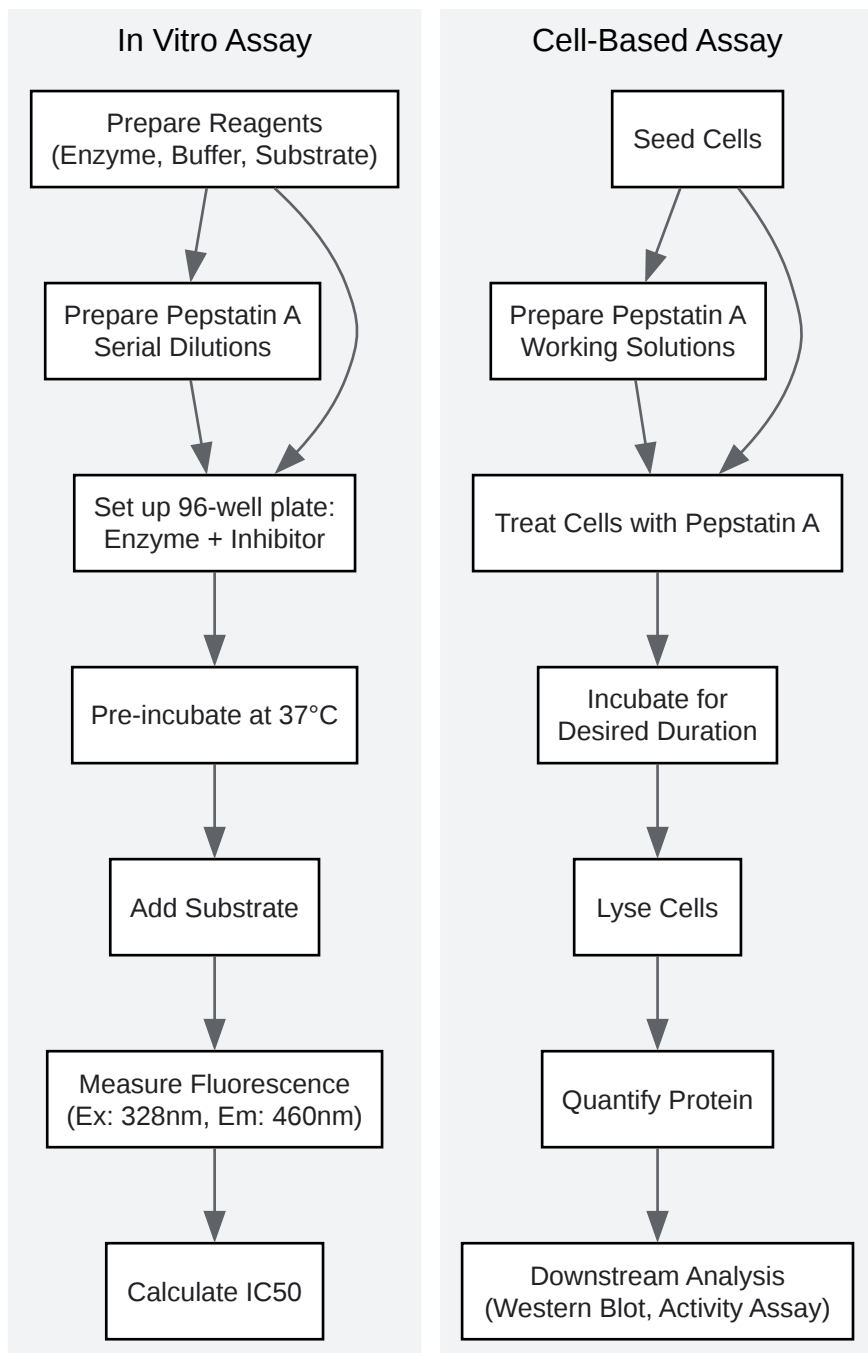 In Vitro Assay
Prepare Reagents
(Enzyme, Buffer, Substrate)
Prepare Pepstatin A
Serial Dilutions
Set up 96-well plate:
Enzyme + Inhibitor
Pre-incubate at 37°C
Add Substrate
Measure Fluorescence
(Ex: 328nm, Em: 460nm)
Calculate IC50
Cell-Based Assay
Seed Cells
Prepare Pepstatin A
Working Solutions
Treat Cells with Pepstatin A
Incubate for
Desired Duration
Lyse Cells
Quantify Protein
Downstream Analysis
(Western Blot, Activity Assay)